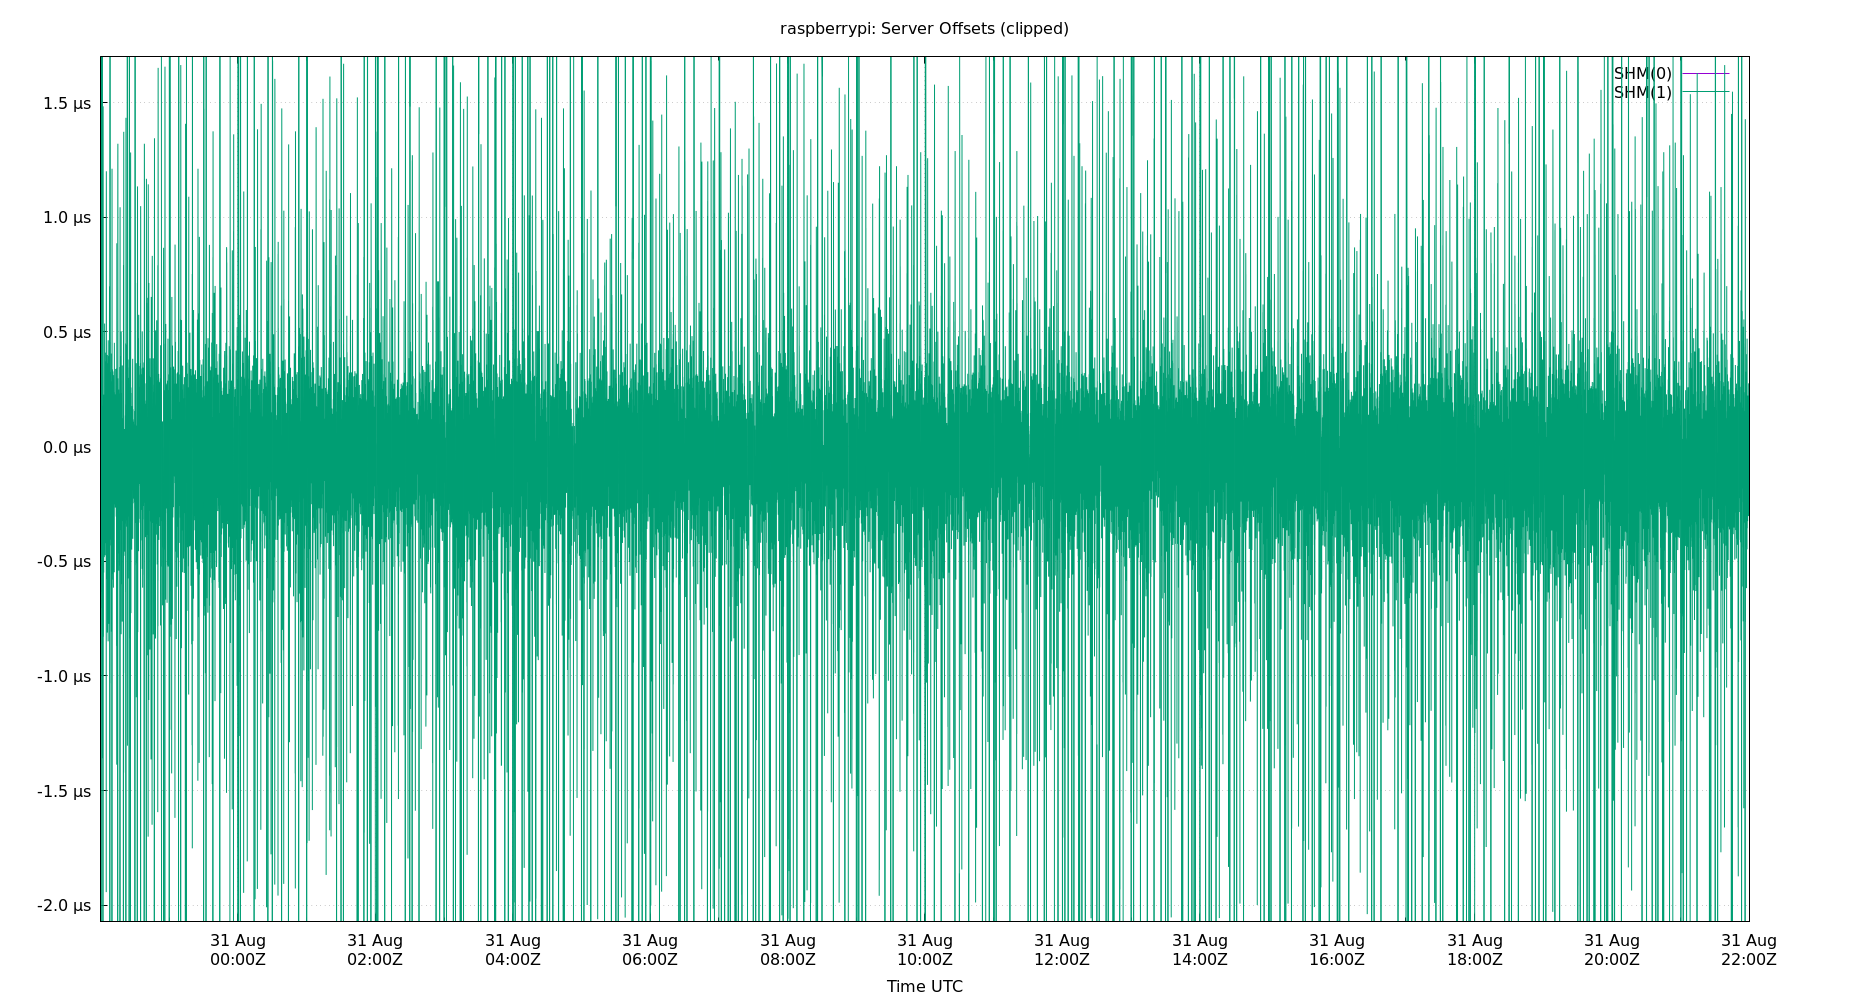 raspberrypi: Server Offsets (clipped)
SHM(0)
SHM(1)
1.5 µs
1.0 µs
0.5 µs
0.0 µs
-0.5 µs
-1.0 µs
-1.5 µs
-2.0 µs
31 Aug 31 Aug 31 Aug 31 Aug 31 Aug 31 Aug 31 Aug 31 Aug 31 Aug 31 Aug 31 Aug 31 Aug
00:00Z 02:00Z 04:00Z 06:00Z 08:00Z 10:00Z 12:00Z 14:00Z 16:00Z 18:00Z 20:00Z 22:00Z
Time UTC